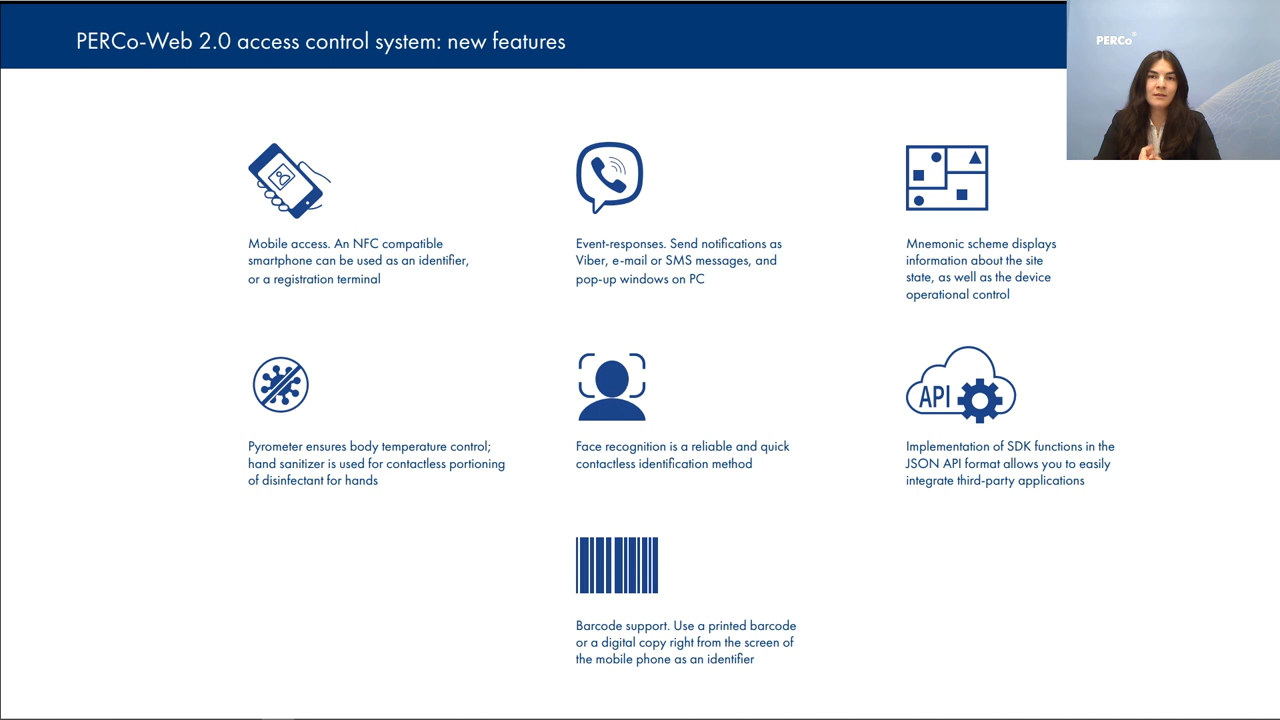 PERCo-Web 2.0 access control system: new features
PERCo
Mobile access. An NFC compatible
smartphone can be used as an identifier,
or a registration terminal
Event-responses. Send notifications as
Viber, e-mail or SMS messages, and
pop-up windows on PC
Mnemonic scheme displays
information about the site
state, as well as the device
operational control
Pyrometer ensures body temperature control;
hand sanitizer is used for contactless portioning
of disinfectant for hands
Face recognition is a reliable and quick
contactless identification method
API
Implementation of SDK functions in the
JSON API format allows you to easily
integrate third-party applications
Barcode support. Use a printed barcode
or a digital copy right from the screen of
the mobile phone as an identifier